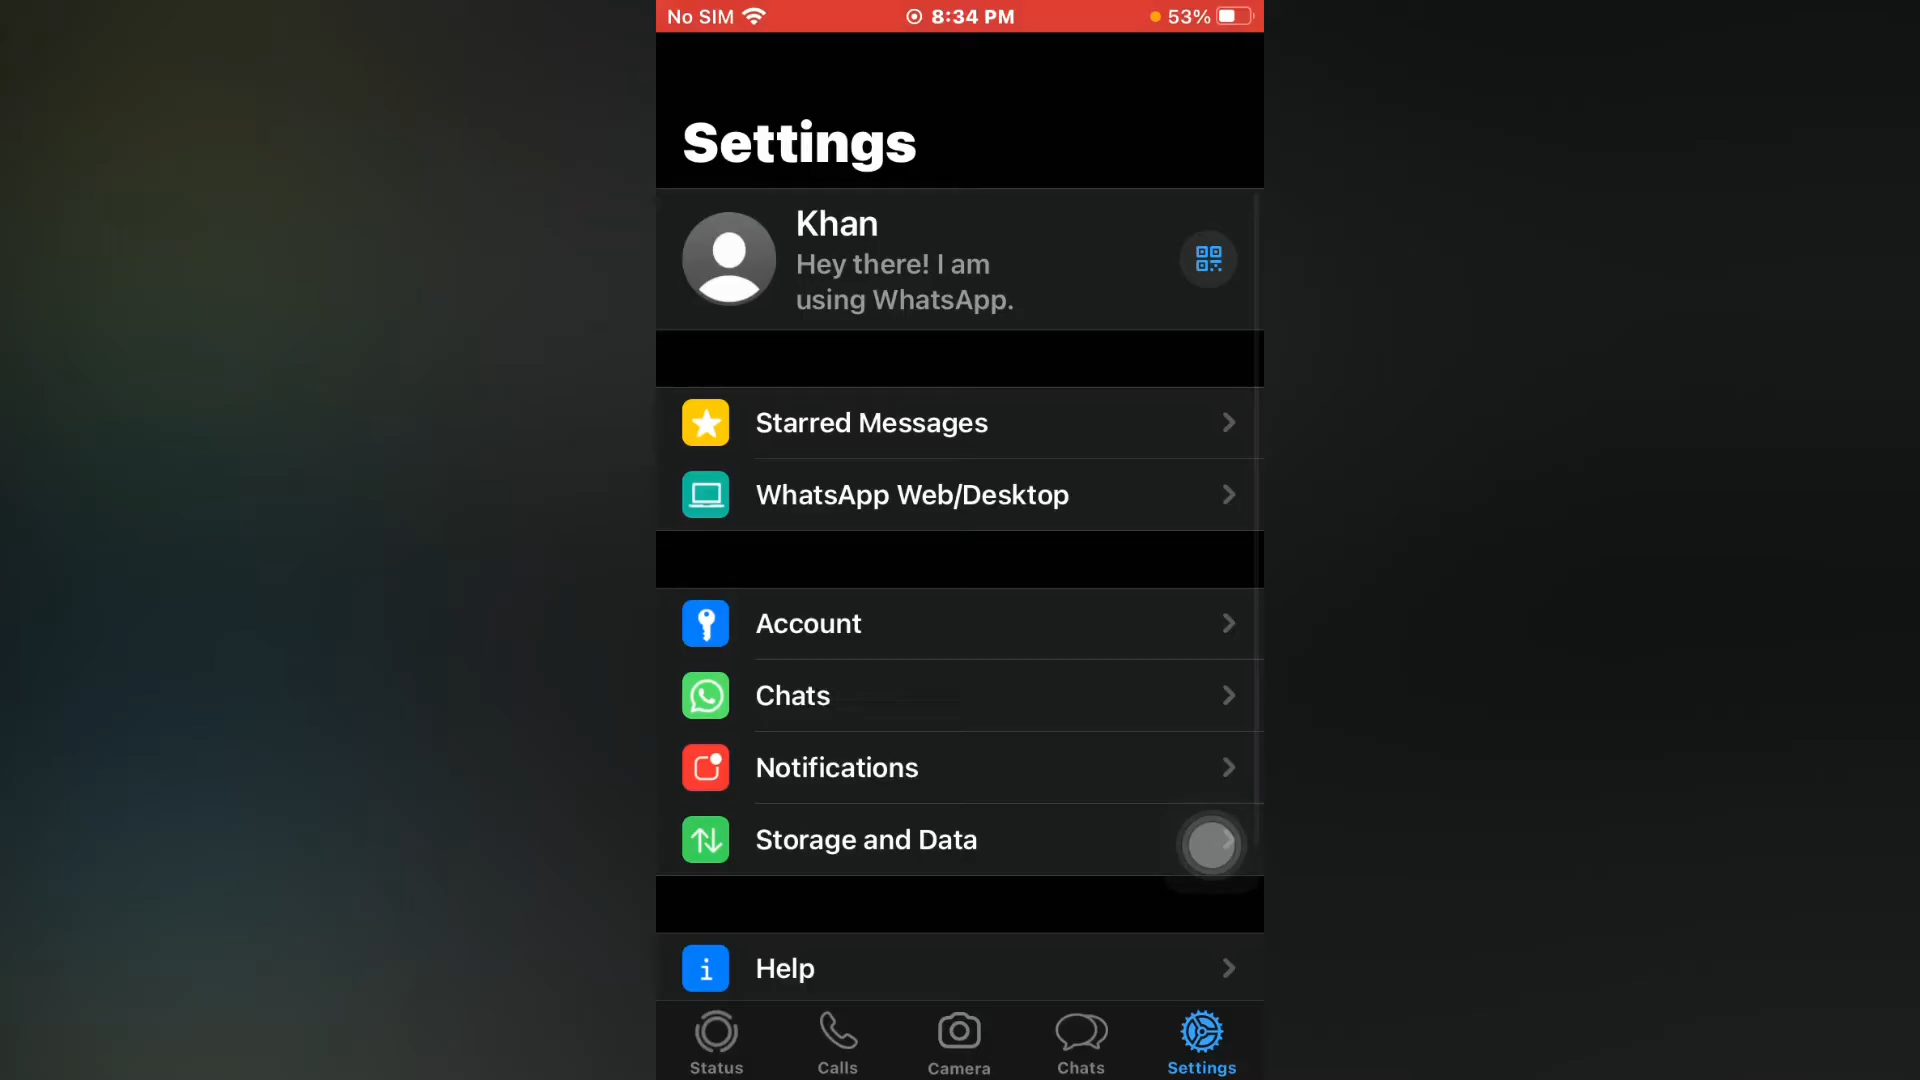 No SIM 8:34 PM 53%
Settings
Khan
Hey there! I am
using WhatsApp.
Starred Messages
WhatsApp Web/Desktop
Account
Chats
Notifications
Storage and Data
Help
Status Calls Camera Chats Settings